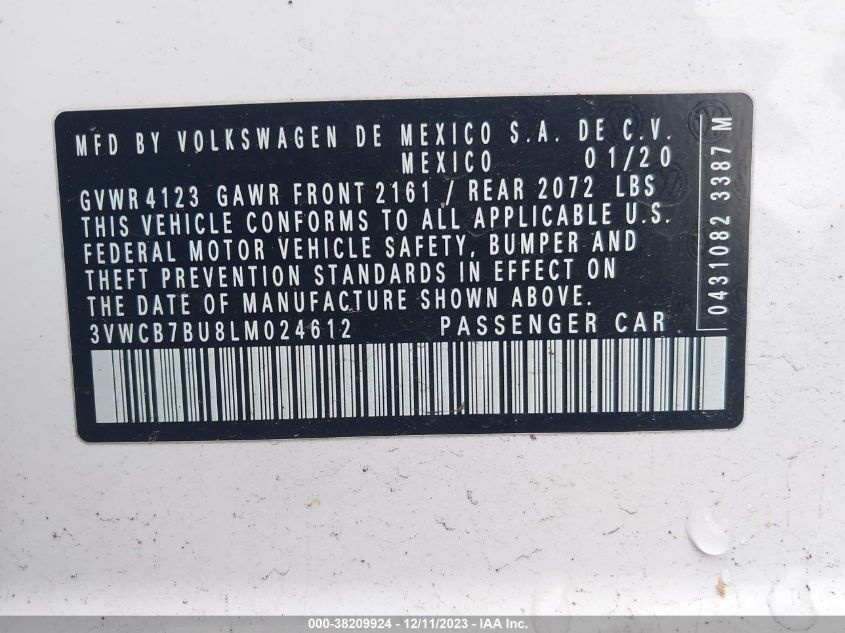 MFD BY VOLKSWAGEN DE MEXICO S.A. DE C.V.
MEXICO 01/20
GVWR 4123 GAWR FRONT 2161 / REAR 2072 LBS
THIS VEHICLE CONFORMS TO ALL APPLICABLE U.S.
FEDERAL MOTOR VEHICLE SAFETY, BUMPER AND
THEFT PREVENTION STANDARDS IN EFFECT ON
THE DATE OF MANUFACTURE SHOWN ABOVE.
3VWCB7BU8LM024612 PASSENGER CAR
0431082 3387 M
000-38209924 - 12/11/2023 - IAA Inc.